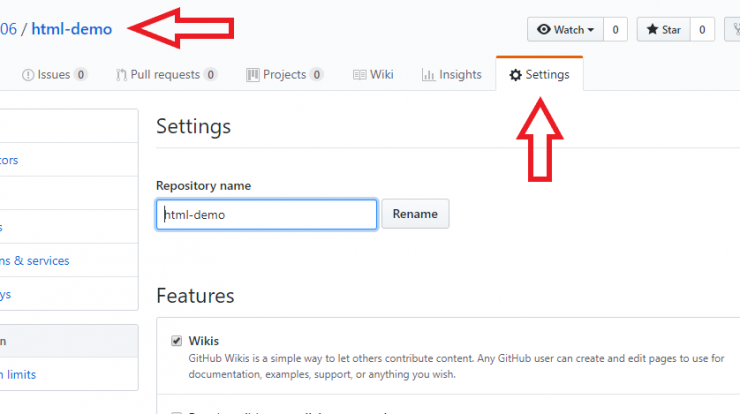 06 / html-demo
Watch 0 Star 0
Issues 0 Pull requests 0 Projects 0 Wiki Insights Settings
Settings
Repository name
html-demo Rename
Features
Wikis
GitHub Wikis is a simple way to let others contribute content. Any GitHub user can create and edit pages to use for
documentation, examples, support, or anything you wish.
tors
s
ns & services
ys
n
n limits